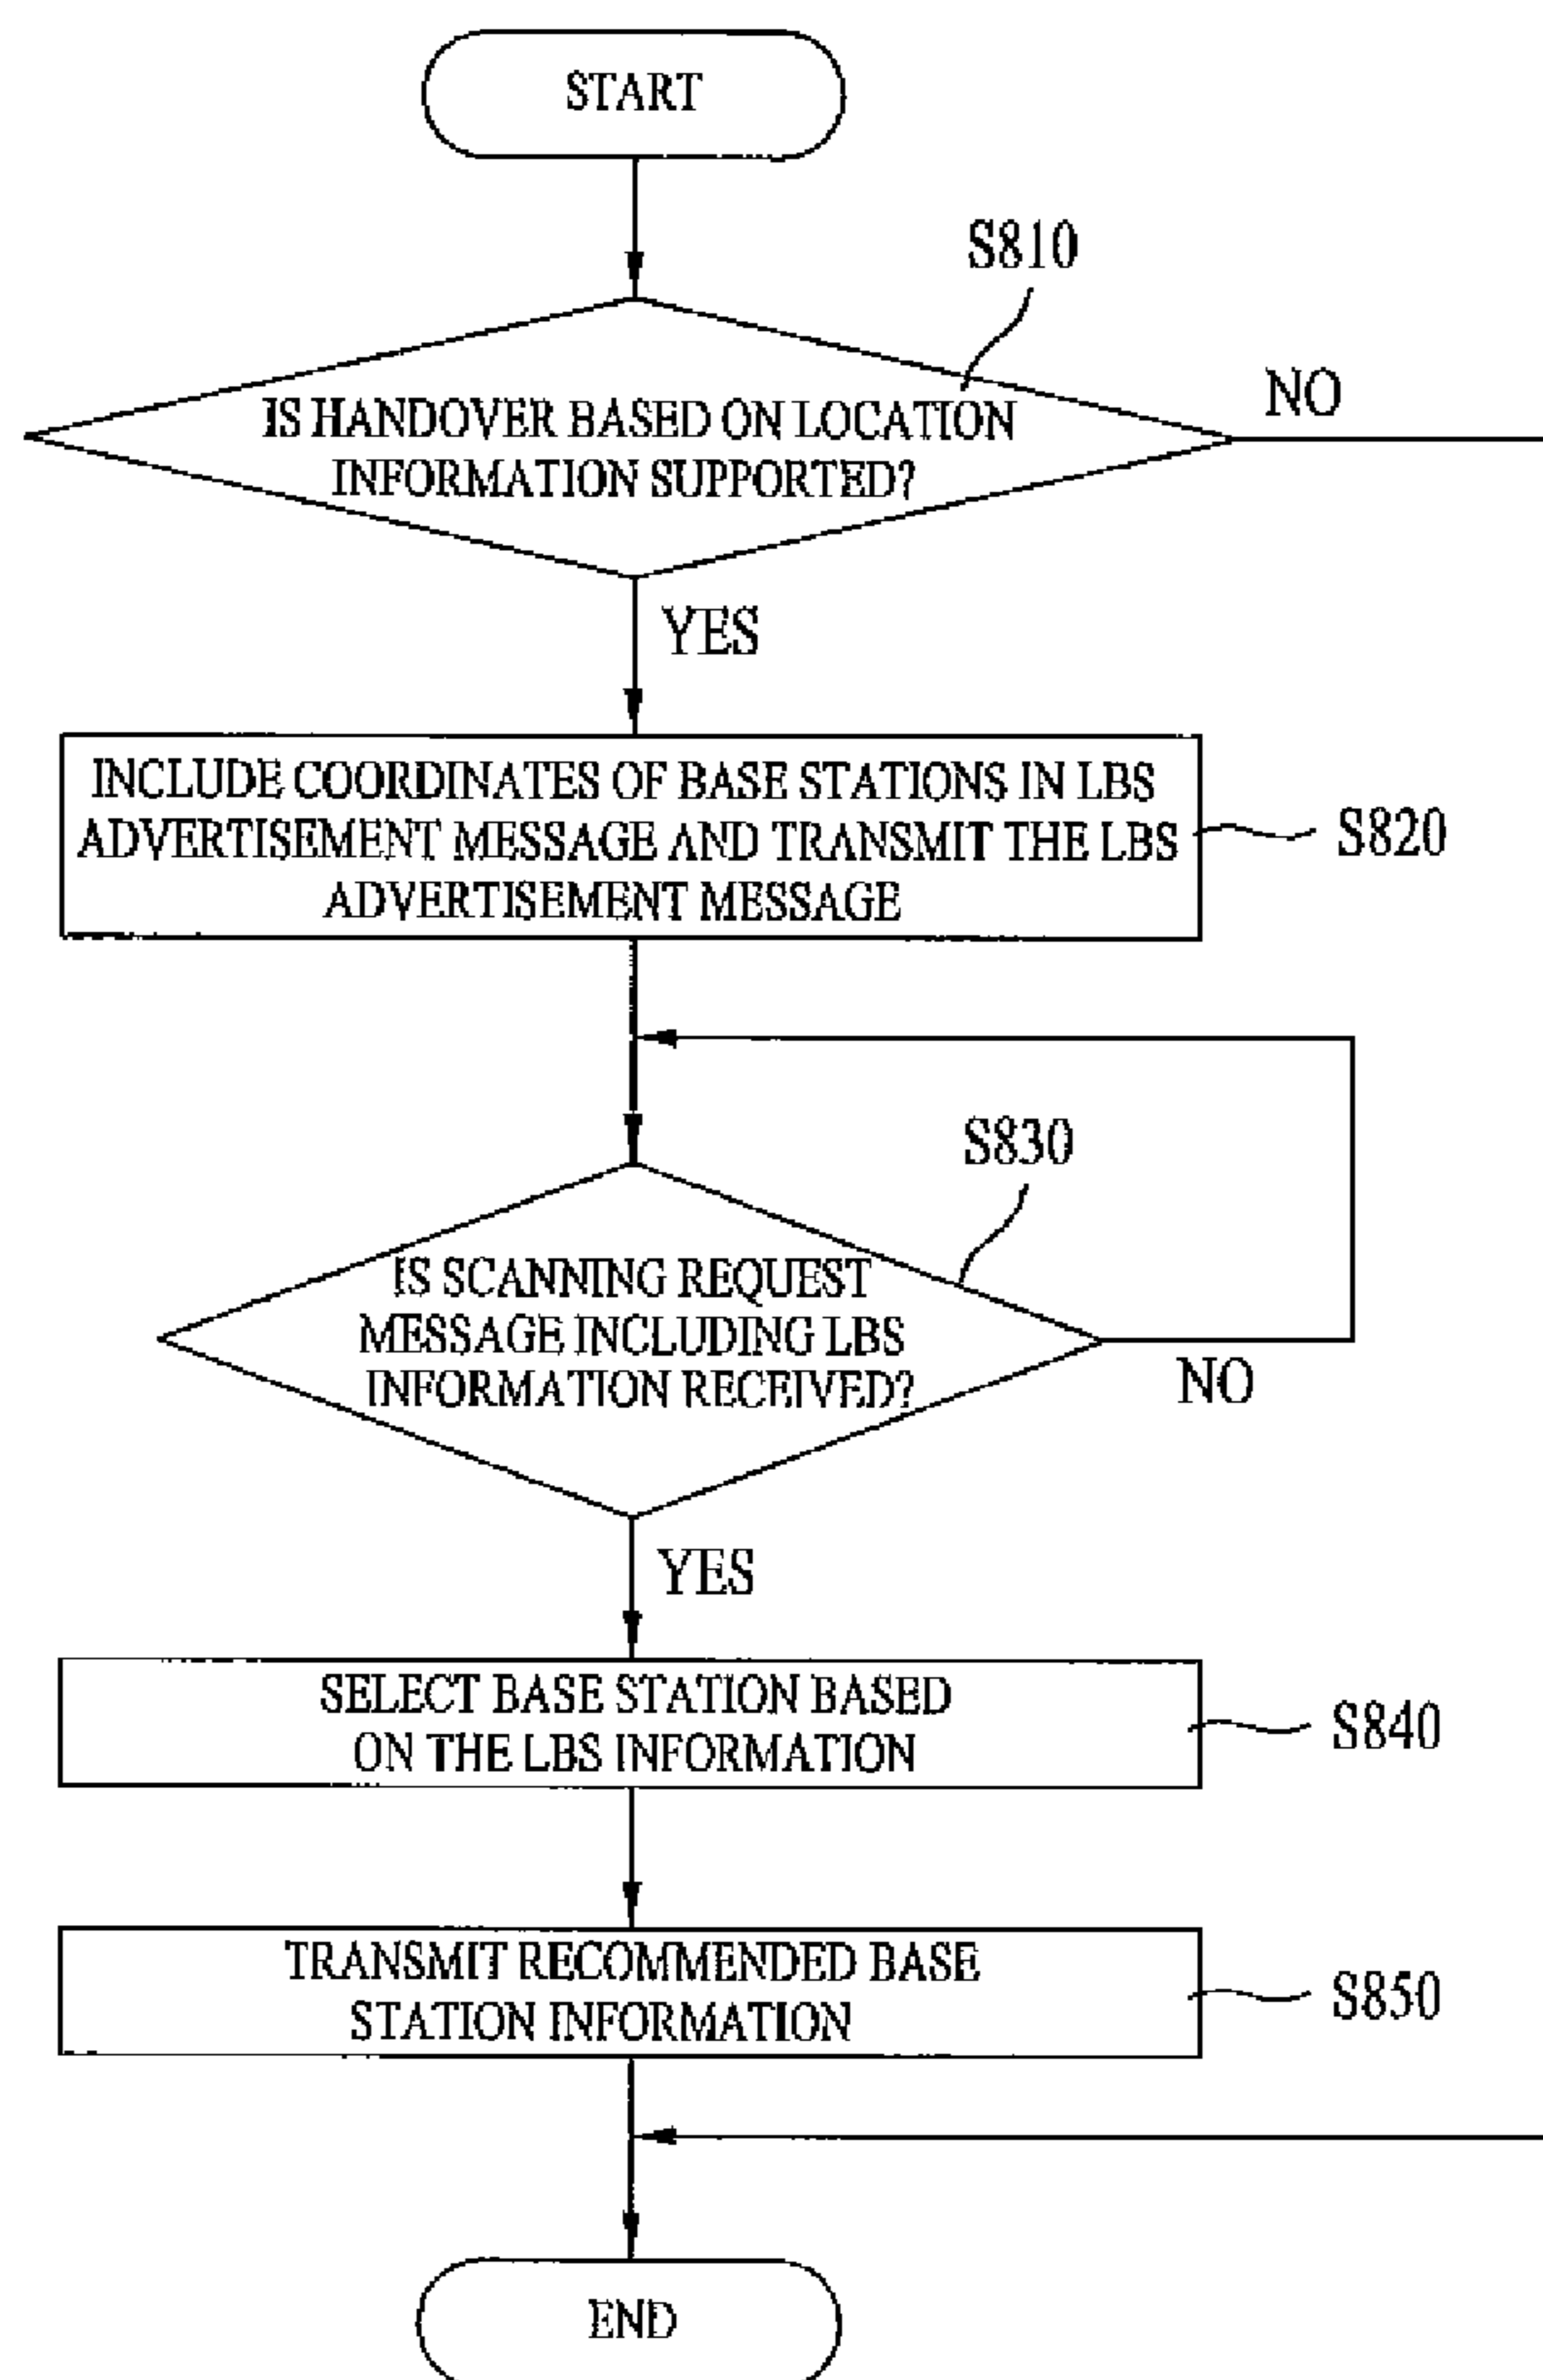 START
S810
IS HANDOVER BASED ON LOCATION
INFORMATION SUPPORTED?
NO
YES
INCLUDE COORDINATES OF BASE STATIONS IN LBS
ADVERTISEMENT MESSAGE AND TRANSMIT THE LBS
ADVERTISEMENT MESSAGE
S820
S830
IS SCANNING REQUEST
MESSAGE INCLUDING LBS
INFORMATION RECEIVED?
NO
YES
SELECT BASE STATION BASED
ON THE LBS INFORMATION
S840
TRANSMIT RECOMMENDED BASE
STATION INFORMATION
S850
END